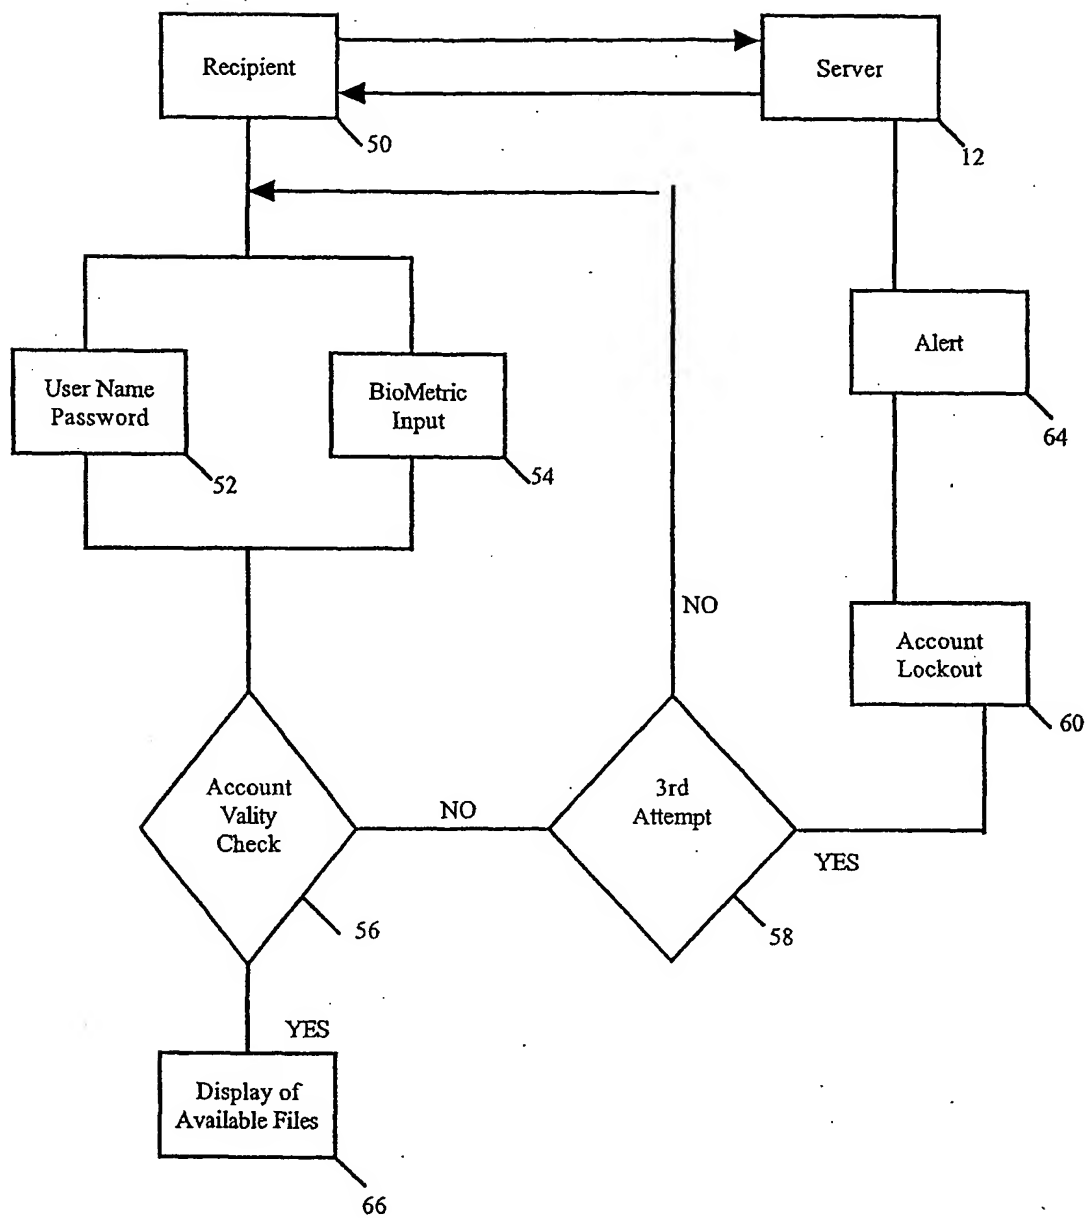 Recipient
Server
50
12
Alert
User Name
Password
BioMetric
Input
64
52
54
NO
Account
Lockout
60
Account
Vality
Check
NO
3rd
Attempt
YES
56
58
YES
Display of
Available Files
66